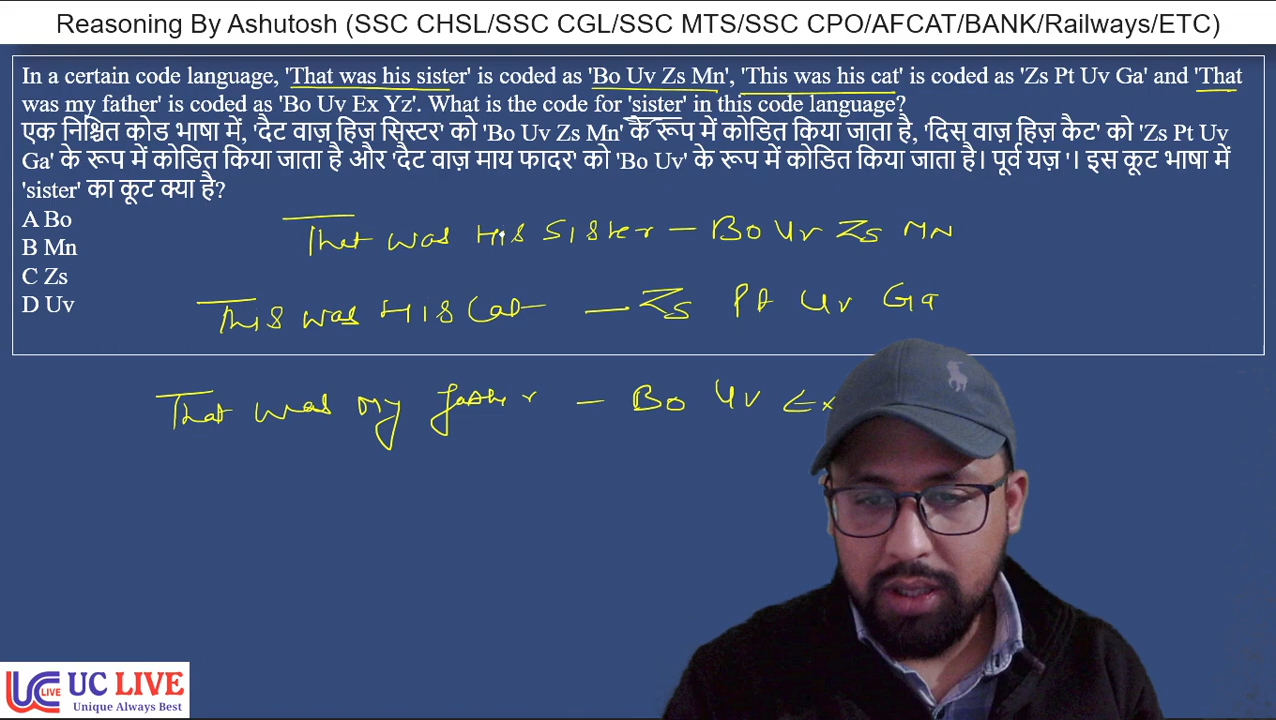 Reasoning By Ashutosh (SSC CHSL/SSC CGL/SSC MTS/SSC CPO/AFCAT/BANK/Railways/ETC)
In a certain code language, 'That was his sister' is coded as 'Bo Uv Zs Mn', 'This was his cat' is coded as 'Zs Pt Uv Ga' and 'That
was my father' is coded as 'Bo Uv Ex Yz'. What is the code for 'sister' in this code language?
एक निश्चित कोड भाषा में, 'दैट वाज़ हिज़ सिस्टर' को 'Bo Uv Zs Mn' के रूप में कोडित किया जाता है, 'दिस वाज़ हिज़ कैट' को 'Zs Pt Uv
Ga' के रूप में कोडित किया जाता है और 'दैट वाज़ माय फादर' को 'Bo Uv' के रूप में कोडित किया जाता है। पूर्व यज़ '। इस कूट भाषा में
'sister' का कूट क्या है?
A Bo
B Mn
C Zs
D Uv
That was HIS SISter - Bo Uv Zs MN
This was HIS Cat - Zs Pt Uv Ga
That was My father - Bo Uv Ex
LIVE UC LIVE
Unique Always Best